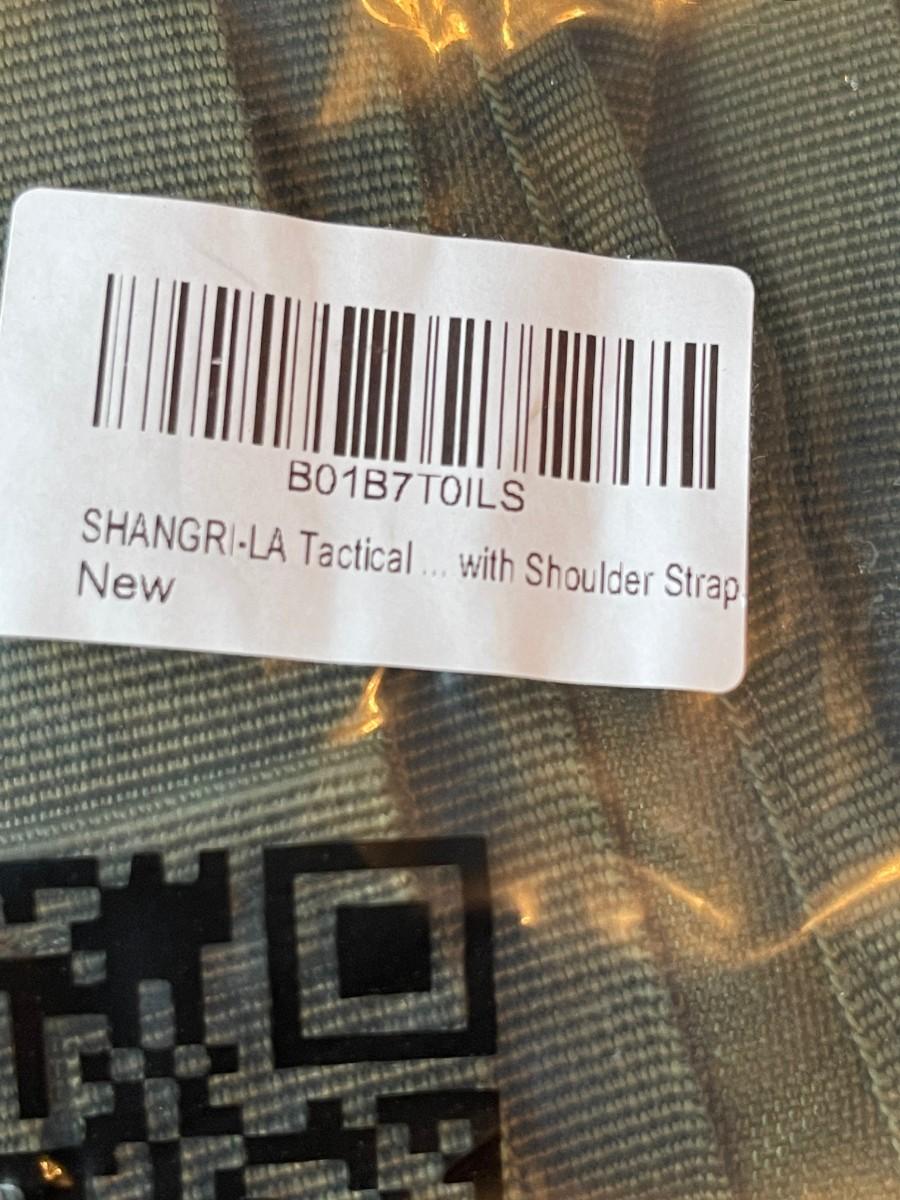 B01B7T0ILS
SHANGRI-LA Tactical ... with Shoulder Strap
New